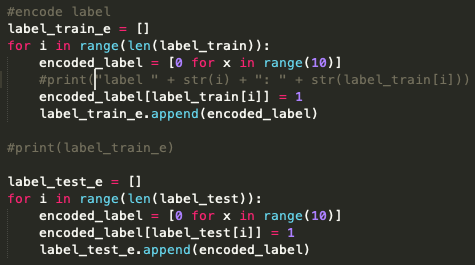 #encode label
label_train_e = []
for i in range(len(label_train)):
    encoded_label = [0 for x in range(10)]
    #print("label " + str(i) + ": " + str(label_train[i]))
    encoded_label[label_train[i]] = 1
    label_train_e.append(encoded_label)
#print(label_train_e)
label_test_e = []
for i in range(len(label_test)):
    encoded_label = [0 for x in range(10)]
    encoded_label[label_test[i]] = 1
    label_test_e.append(encoded_label)